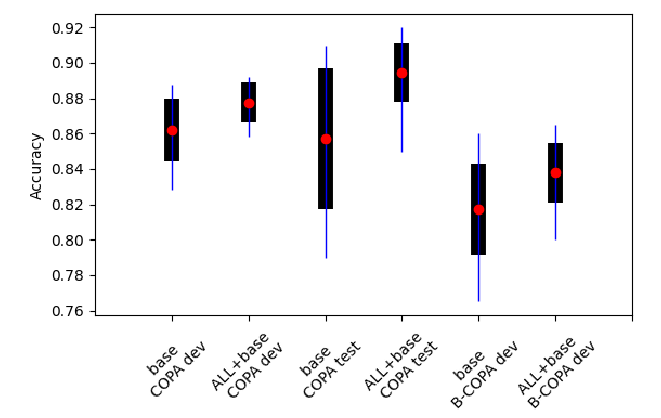 0.92
0.90
0.88
0.86
0.84
0.82
0.80
0.78
0.76
Accuracy
base
COPA dev
ALL+base
COPA dev
base
COPA test
ALL+base
COPA test
base
B-COPA dev
ALL+base
B-COPA dev